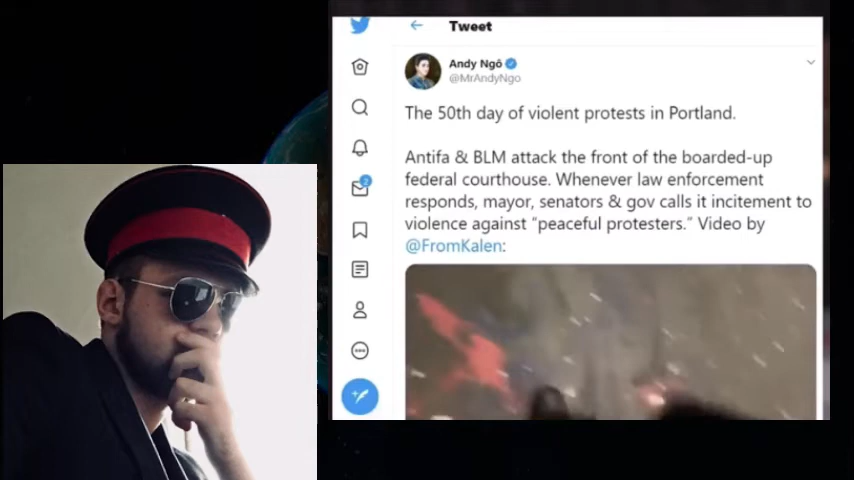 Tweet
Andy Ngô
@MrAndyNgo
The 50th day of violent protests in Portland.
Antifa & BLM attack the front of the boarded-up
federal courthouse. Whenever law enforcement
responds, mayor, senators & gov calls it incitement to
violence against “peaceful protesters.” Video by
@FromKalen:
2